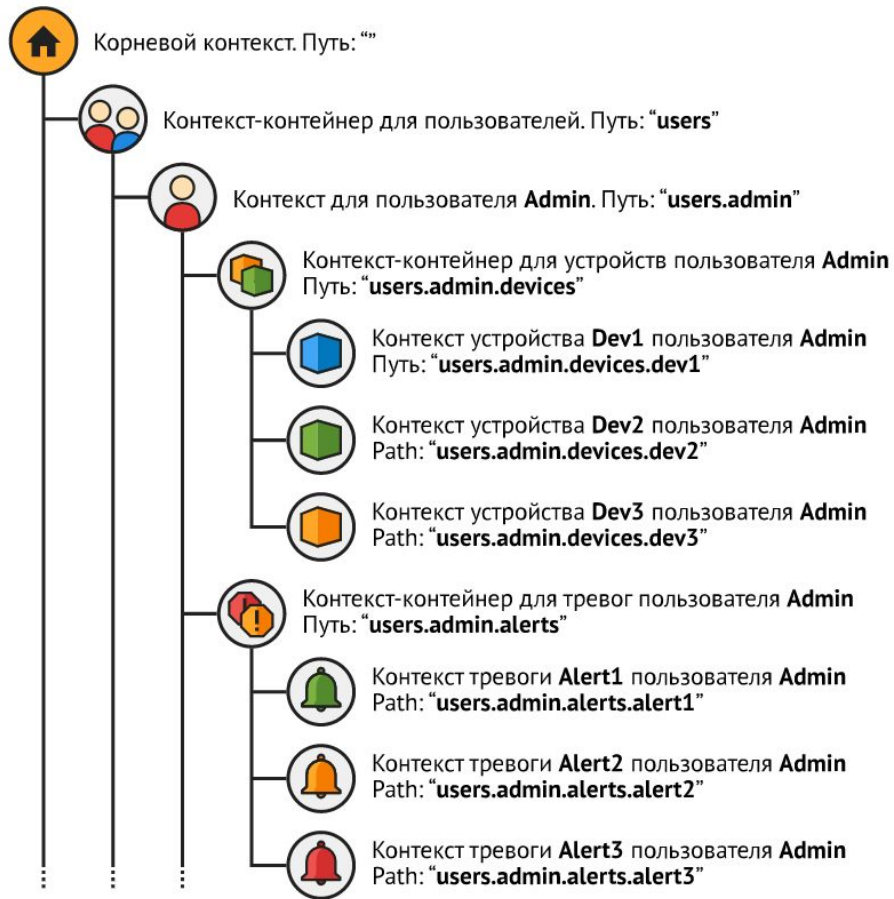 Корневой контекст. Путь: “”
Контекст-контейнер для пользователей. Путь: “users”
Контекст для пользователя Admin. Путь: “users.admin”
Контекст-контейнер для устройств пользователя Admin
Путь: “users.admin.devices”
Контекст устройства Dev1 пользователя Admin
Путь: “users.admin.devices.dev1”
Контекст устройства Dev2 пользователя Admin
Path: “users.admin.devices.dev2”
Контекст устройства Dev3 пользователя Admin
Path: “users.admin.devices.dev3”
Контекст-контейнер для тревог пользователя Admin
Путь: “users.admin.alerts”
Контекст тревоги Alert1 пользователя Admin
Path: “users.admin.alerts.alert1”
Контекст тревоги Alert2 пользователя Admin
Path: “users.admin.alerts.alert2”
Контекст тревоги Alert3 пользователя Admin
Path: “users.admin.alerts.alert3”